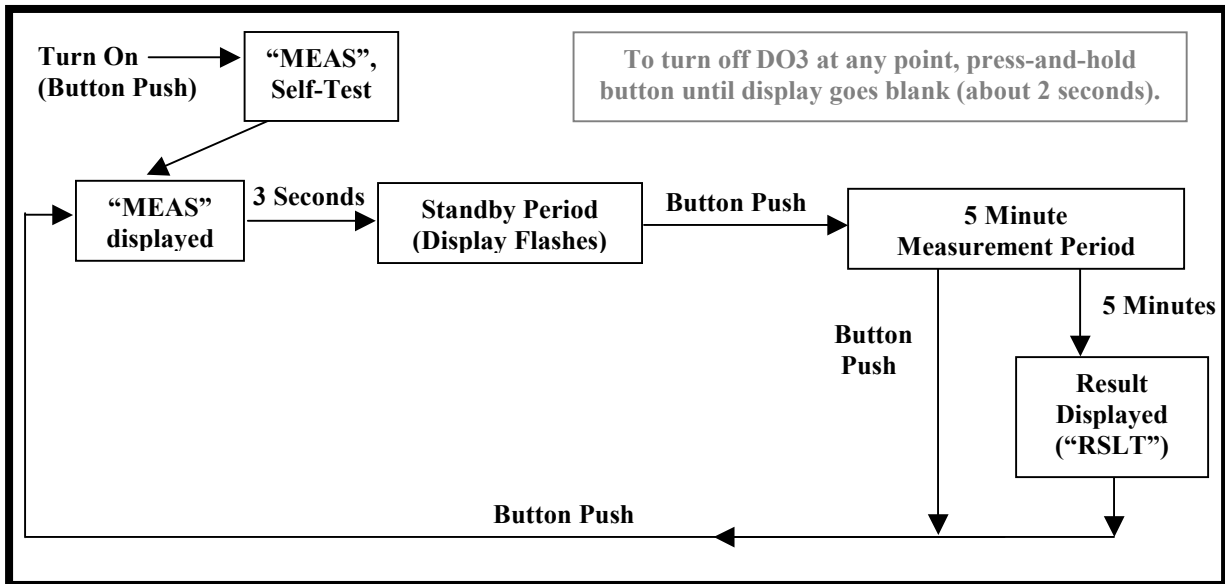 Turn On
(Button Push)
“MEAS”,
Self-Test
To turn off DO3 at any point, press-and-hold
button until display goes blank (about 2 seconds).
“MEAS”
displayed
3 Seconds
Standby Period
(Display Flashes)
Button Push
5 Minute
Measurement Period
Button
Push
5 Minutes
Result
Displayed
(“RSLT”)
Button Push